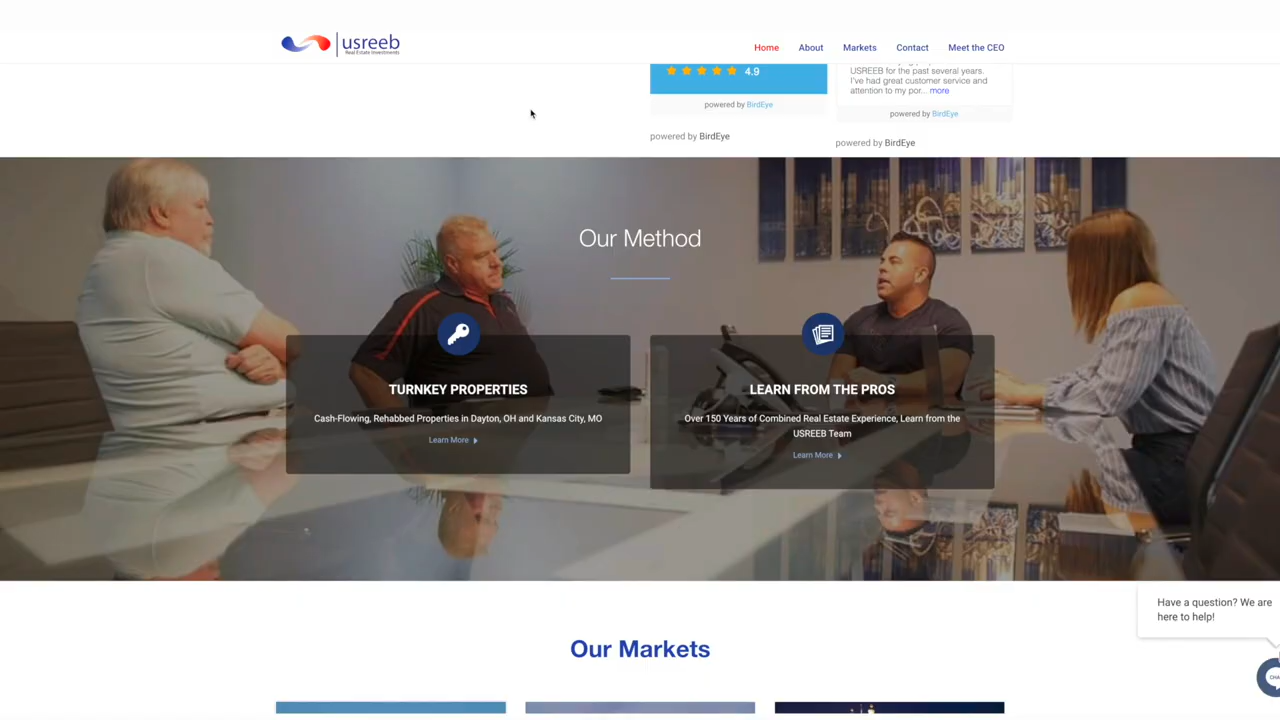 usreeb
Real Estate Investments
Home
About
Markets
Contact
Meet the CEO
4.9
powered by BirdEye
powered by BirdEye
USREEB for the past several years.
I've had great customer service and
attention to my por... more
powered by BirdEye
powered by BirdEye
Our Method
TURNKEY PROPERTIES
Cash-Flowing, Rehabbed Properties in Dayton, OH and Kansas City, MO
Learn More
LEARN FROM THE PROS
Over 150 Years of Combined Real Estate Experience, Learn from the
USREEB Team
Learn More
Our Markets
Have a question? We are
here to help!